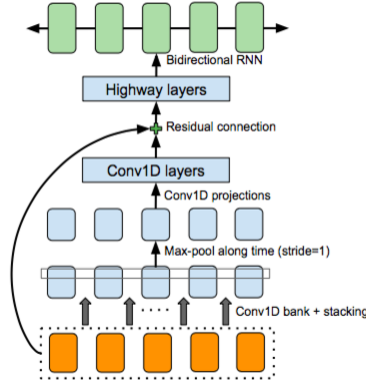 Bidirectional RNN
Highway layers
Residual connection
Conv1D layers
Conv1D projections
Max-pool along time (stride=1)
Conv1D bank + stacking